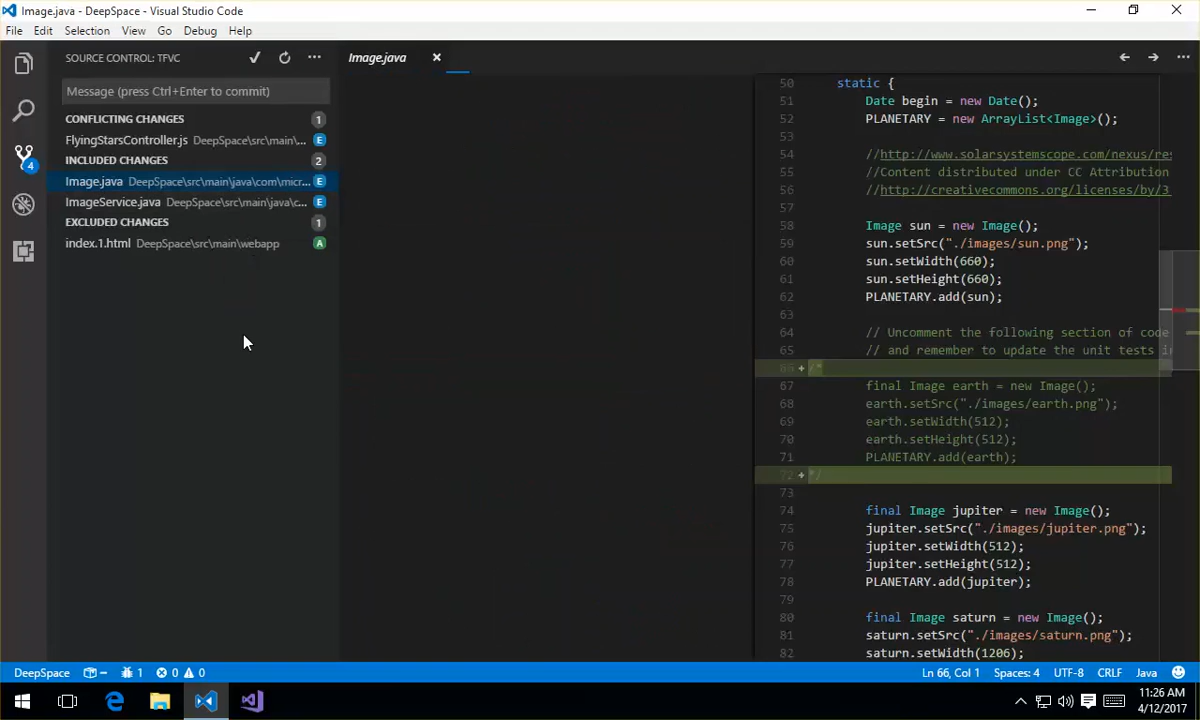 Image.java - DeepSpace - Visual Studio Code
File Edit Selection View Go Debug Help
SOURCE CONTROL: TFVC
Message (press Ctrl+Enter to commit)
CONFLICTING CHANGES 1
FlyingStarsController.js DeepSpace\src\main\... E
INCLUDED CHANGES 2
Image.java DeepSpace\src\main\java\com\micr... E
ImageService.java DeepSpace\src\main\java\c... E
EXCLUDED CHANGES 1
index.1.html DeepSpace\src\main\webapp A
4
Image.java
50 static {
51 Date begin = new Date();
52 PLANETARY = new ArrayList<Image>();
53
54 //http://www.solarsystemscope.com/nexus/res
55 //Content distributed under CC Attribution
56 //http://creativecommons.org/licenses/by/3
57
58 Image sun = new Image();
59 sun.setSrc("./images/sun.png");
60 sun.setWidth(660);
61 sun.setHeight(660);
62 PLANETARY.add(sun);
63
64 // Uncomment the following section of code
65 // and remember to update the unit tests in
66 + /*
67 final Image earth = new Image();
68 earth.setSrc("./images/earth.png");
69 earth.setWidth(512);
70 earth.setHeight(512);
71 PLANETARY.add(earth);
72 + */
73
74 final Image jupiter = new Image();
75 jupiter.setSrc("./images/jupiter.png");
76 jupiter.setWidth(512);
77 jupiter.setHeight(512);
78 PLANETARY.add(jupiter);
79
80 final Image saturn = new Image();
81 saturn.setSrc("./images/saturn.png");
82 saturn.setWidth(1206);
DeepSpace 1 0 0 Ln 66, Col 1 Spaces: 4 UTF-8 CRLF Java
11:26 AM
4/12/2017